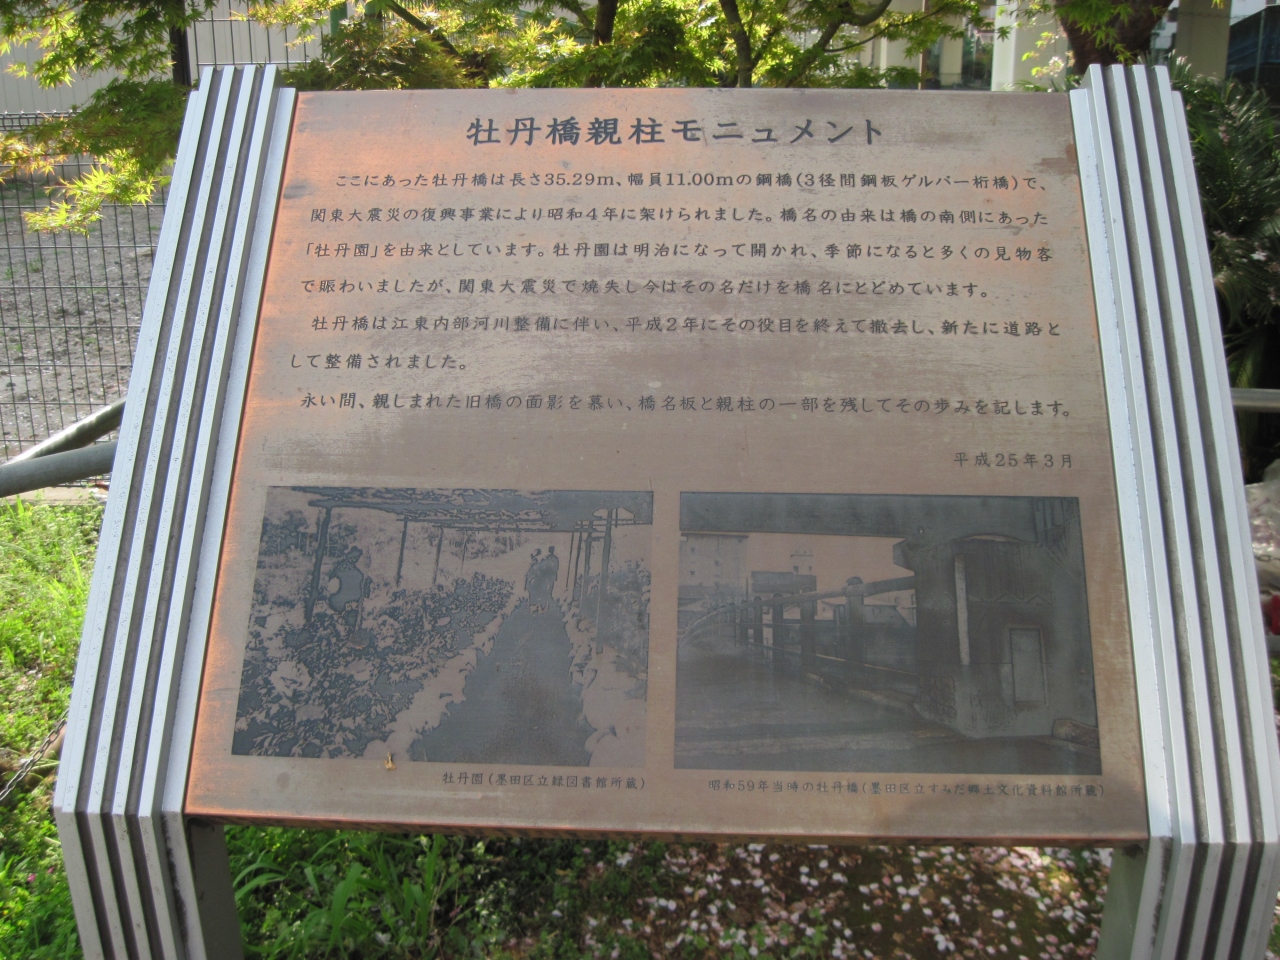 牡丹橋親柱モニュメント
ここにあった牡丹橋は長さ35.29m、幅員11.00mの鋼橋(3径間鋼板ゲルバー桁橋)で、
関東大震災の復興事業により昭和4年に架けられました。橋名の由来は橋の南側にあった
「牡丹園」を由来としています。牡丹園は明治になって開かれ、季節になると多くの見物客
で賑わいましたが、関東大震災で焼失し今はその名だけを橋名にとどめています。
牡丹橋は江東内部河川整備に伴い、平成2年にその役目を終えて撤去し、新たに道路と
して整備されました。
永い間、親しまれた旧橋の面影を慕い、橋名板と親柱の一部を残してその歩みを記します。
平成25年3月
牡丹園(墨田区立緑図書館所蔵)
昭和59年当時の牡丹橋(墨田区立すみだ郷土文化資料館所蔵)